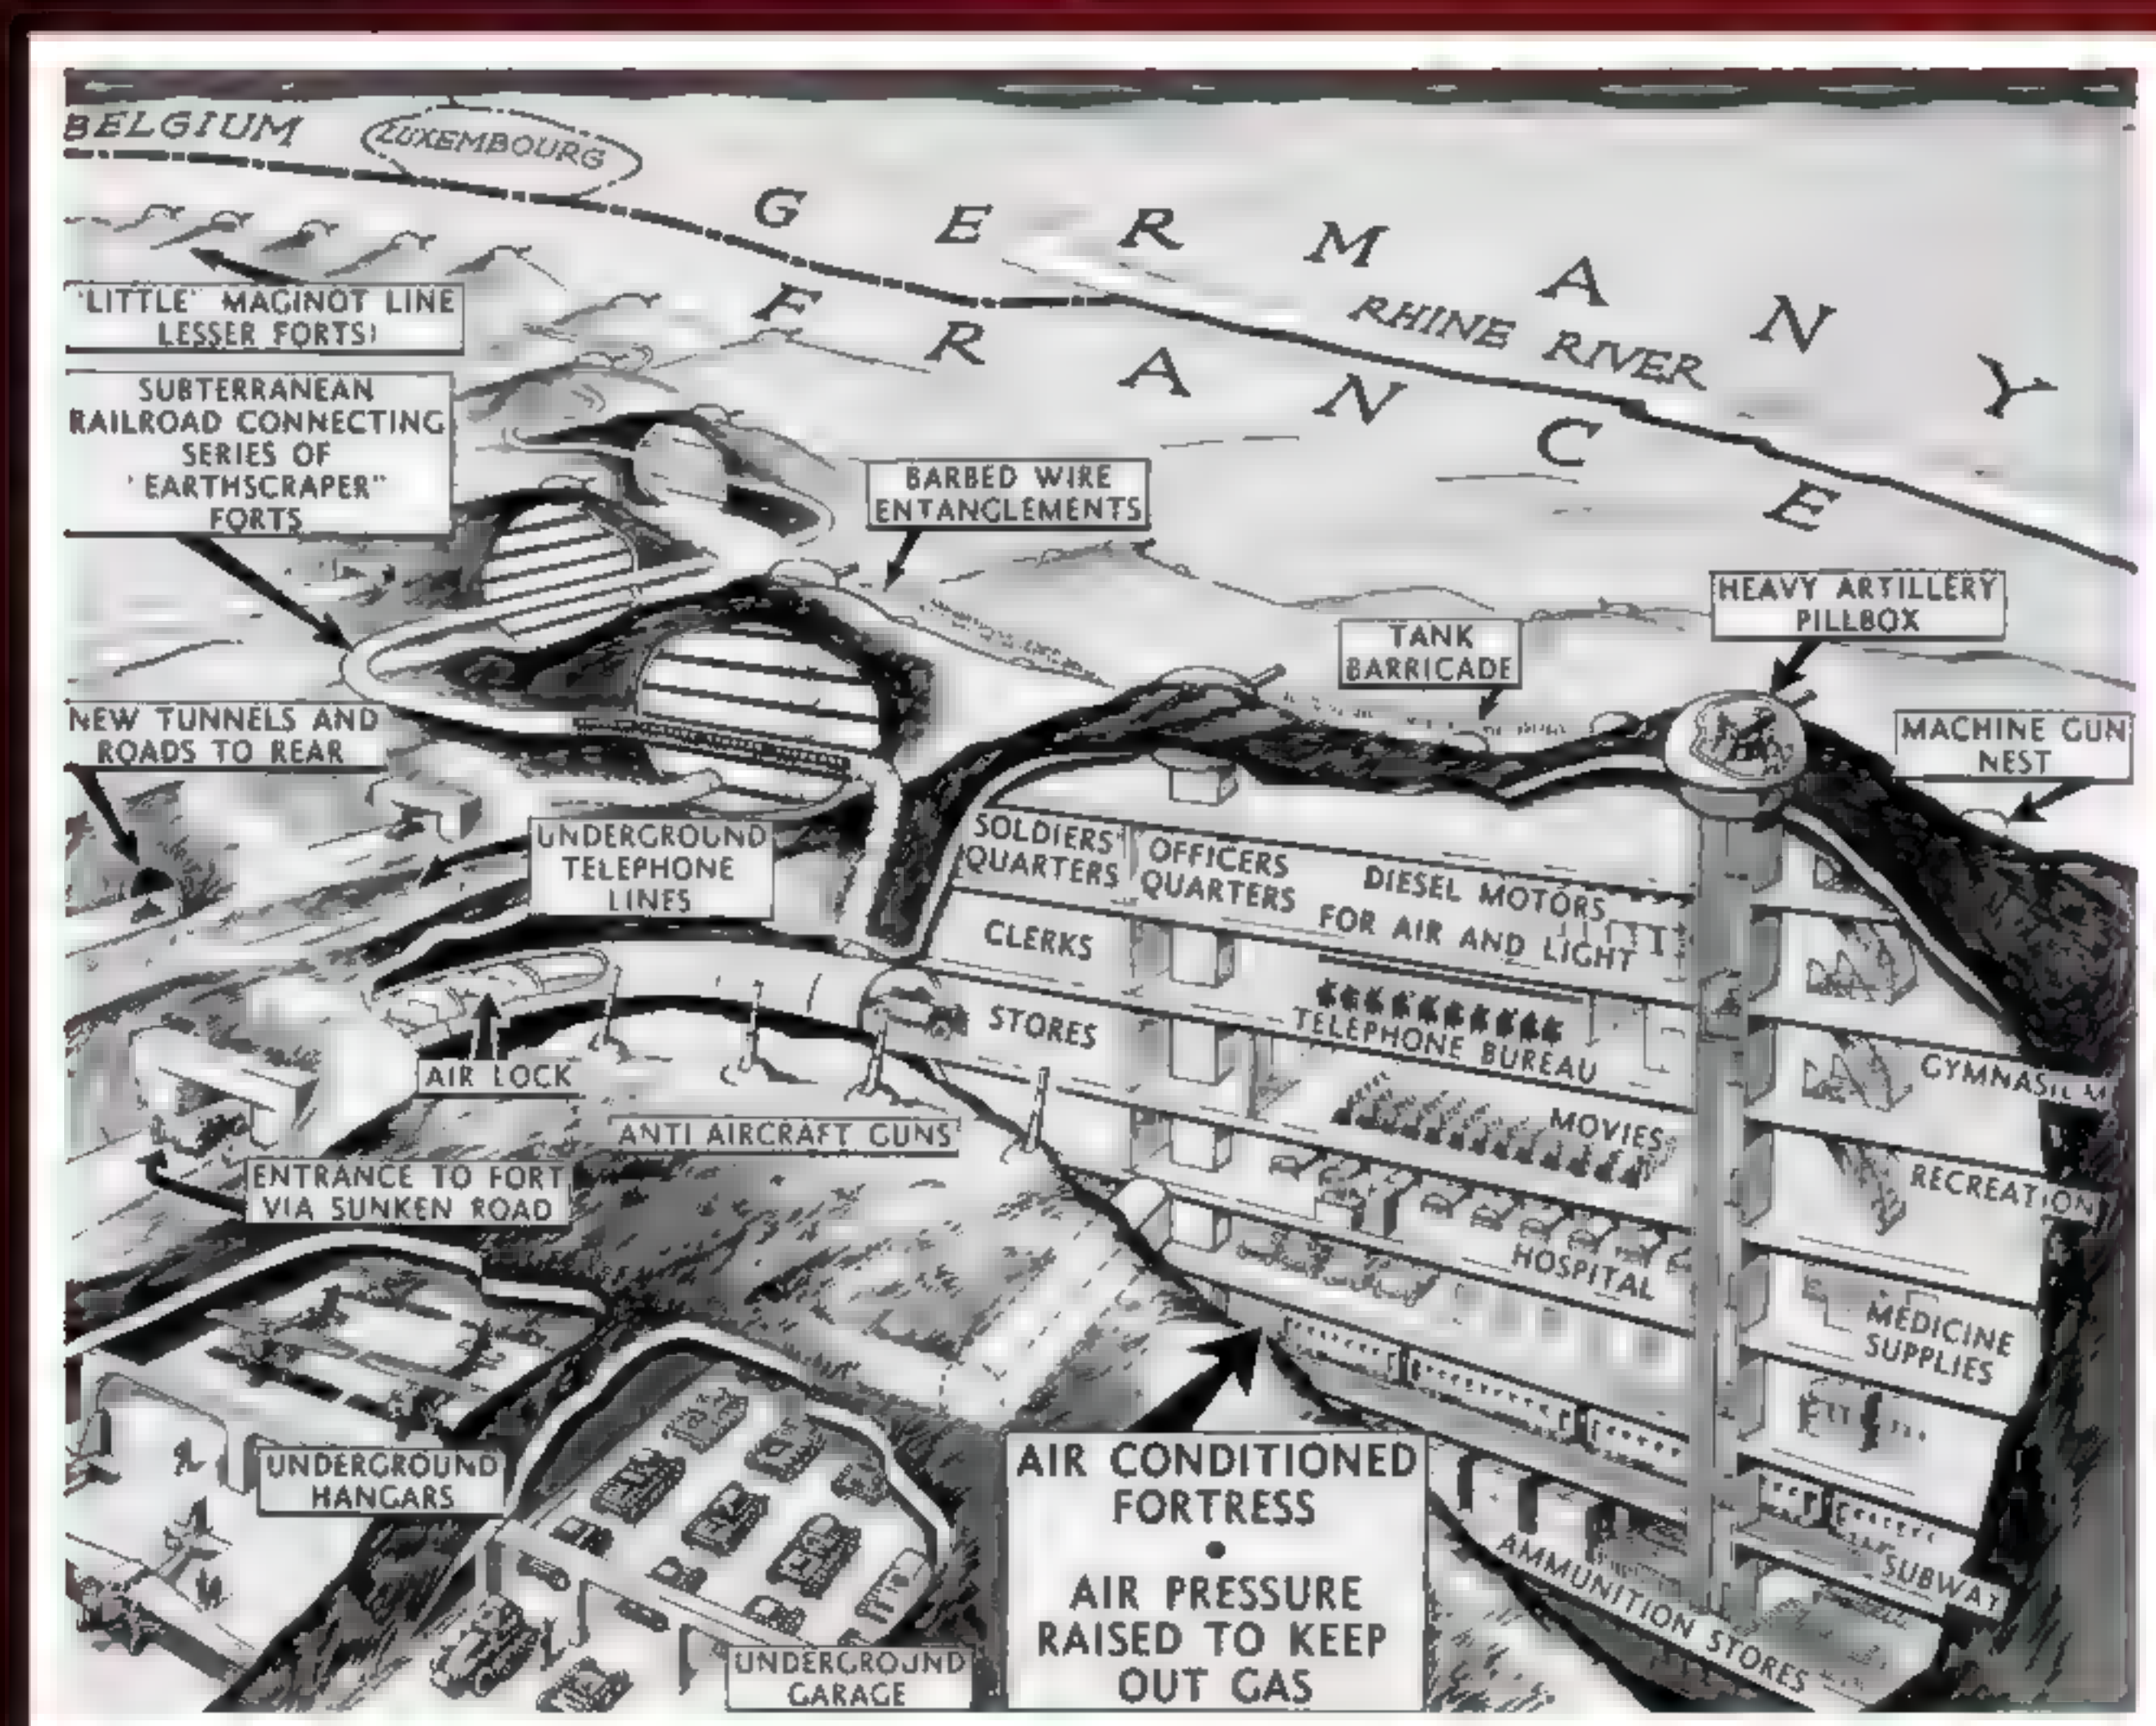 BELGIUM
LUXEMBOURG
GERMANY
FRANCE
RHINE RIVER
"LITTLE" MAGINOT LINE
LESSER FORTS)
SUBTERRANEAN
RAILROAD CONNECTING
SERIES OF
'EARTHSCRAPER"
FORTS
BARBED WIRE
ENTANGLEMENTS
HEAVY ARTILLERY
PILLBOX
TANK
BARRICADE
NEW TUNNELS AND
ROADS TO REAR
MACHINE GUN
NEST
UNDERGROUND
TELEPHONE
LINES
SOLDIERS'
QUARTERS
OFFICERS
QUARTERS
DIESEL MOTORS
FOR AIR AND LIGHT
CLERKS
STORES
TELEPHONE BUREAU
MOVIES
HOSPITAL
GYMNASIUM
RECREATION
MEDICINE
SUPPLIES
SUBWAY
AMMUNITION STORES
AIR LOCK
ANTI AIRCRAFT GUNS
ENTRANCE TO FORT
VIA SUNKEN ROAD
UNDERGROUND
HANGARS
UNDERGROUND
GARAGE
AIR CONDITIONED
FORTRESS
•
AIR PRESSURE
RAISED TO KEEP
OUT GAS